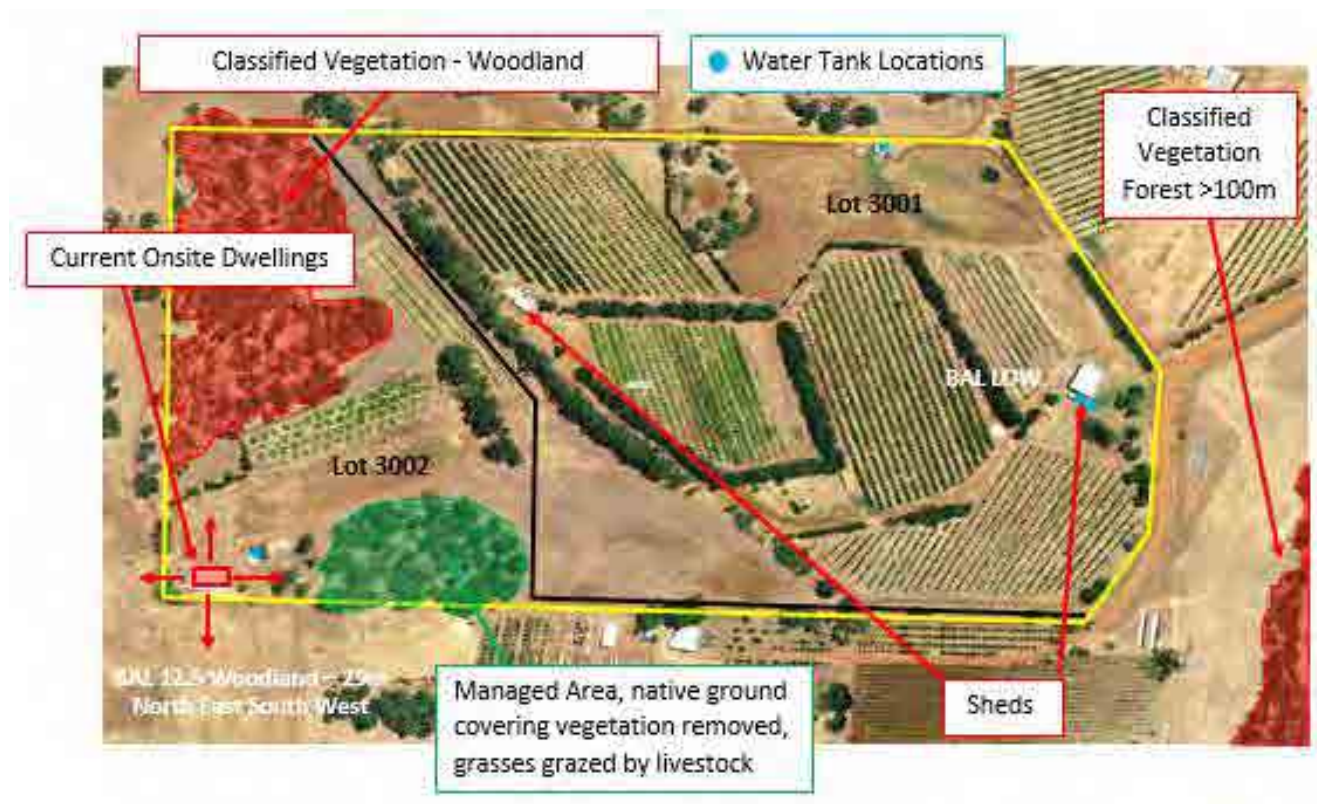 Classified Vegetation - Woodland
Water Tank Locations
Classified
Vegetation
Forest >100m
Lot 3001
Current Onsite Dwellings
BAL LOW
Lot 3002
BAL 12.5 Woodland –
North East South West
Managed Area, native ground
covering vegetation removed,
grasses grazed by livestock
Sheds